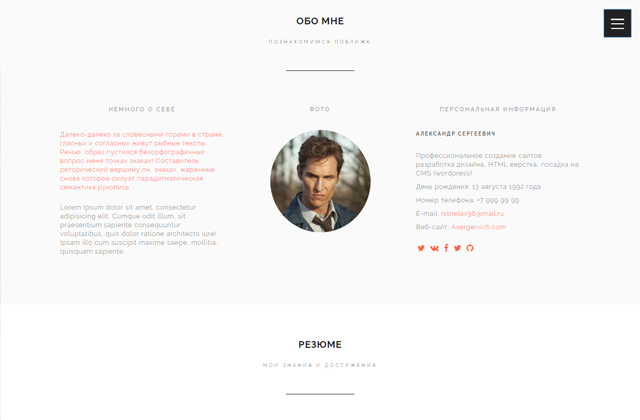 ОБО МНЕ
ПОЗНАКОМИМСЯ ПОБЛИЖЕ
НЕМНОГО О СЕБЕ
Далеко-далеко за словесными горами в стране,
гласных и согласных живут рыбные тексты.
Речью, образ пустился безорфографичный
вопрос меня точках знаках! Составитель
реторический вершину он, знаках, жаренные
снова которое силуэт парадигматическая
семантика рукопись.
Lorem ipsum dolor sit amet, consectetur
adipisicing elit. Cumque odit illum, sit
praesentium sapiente consequuntur
voluptatibus, quis dolor ratione architecto iure!
Ipsam illo cum suscipit maxime saepe, mollitia,
quisquam sapiente.
ФОТО
ПЕРСОНАЛЬНАЯ ИНФОРМАЦИЯ
АЛЕКСАНДР СЕРГЕЕВИЧ
Профессиональное создание сайтов:
разработка дизайна, HTML верстка, посадка на
CMS (wordpress)
День рождения: 13 августа 1992 года
Номер телефона: +7 999 99 99
E-mail: nitnelav96@mail.ru
Веб-сайт: Asergeivich.com
РЕЗЮМЕ
МОИ ЗНАНИЯ И ДОСТИЖЕНИЯ